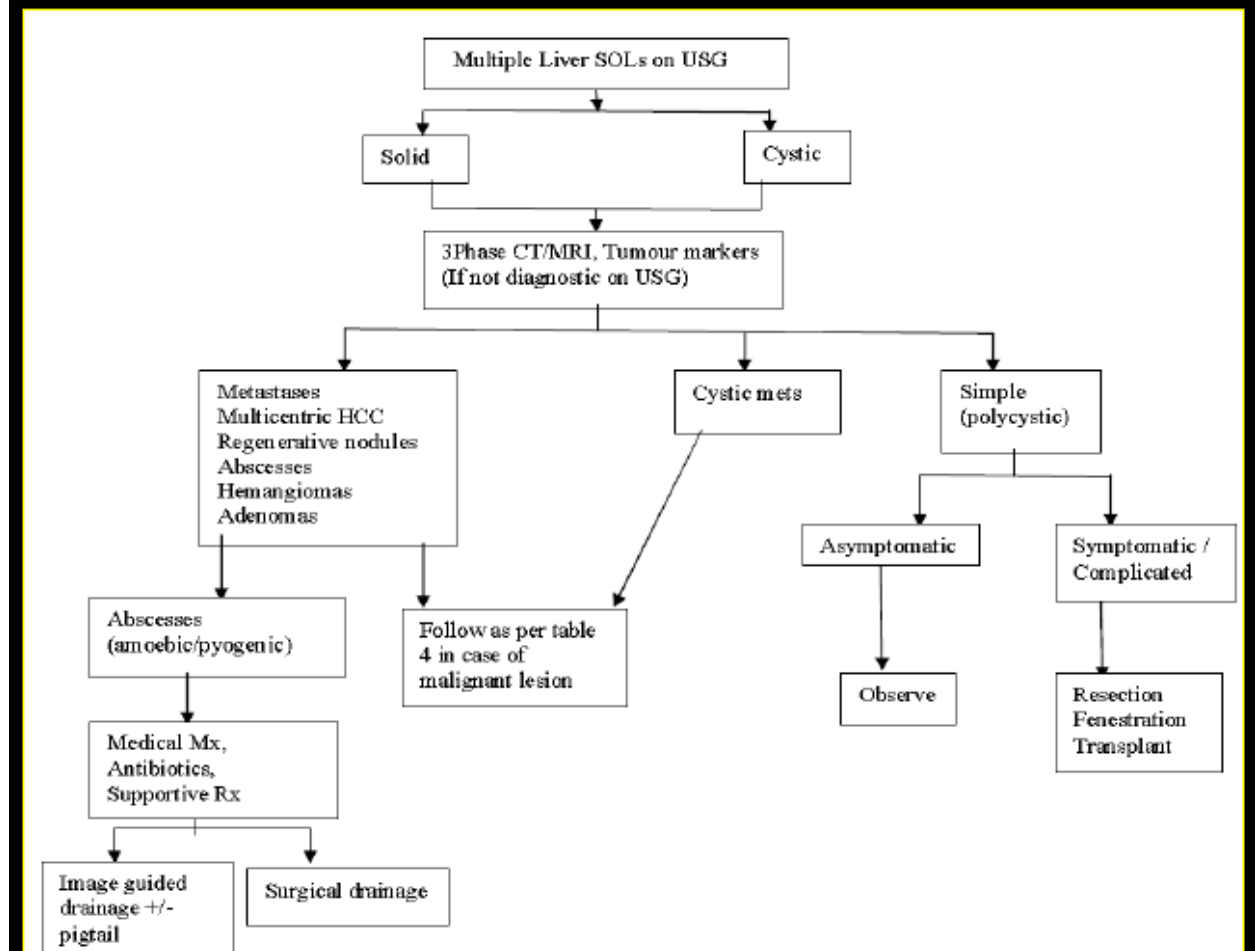 Multiple Liver SOLs on USG
Solid
Cystic
3Phase CT/MRI, Tumour markers
(If not diagnostic on USG)
Metastases
Multicentric HCC
Regenerative nodules
Abscesses
Hemangiomas
Adenomas
Cystic mets
Simple
(polycystic)
Asymptomatic
Symptomatic /
Complicated
Abscesses
(amoebic/pyogenic)
Follow as per table
4 in case of
malignant lesion
Observe
Resection
Fenestration
Transplant
Medical Mx,
Antibiotics,
Supportive Rx
Image guided
drainage +/-
pigtail
Surgical drainage